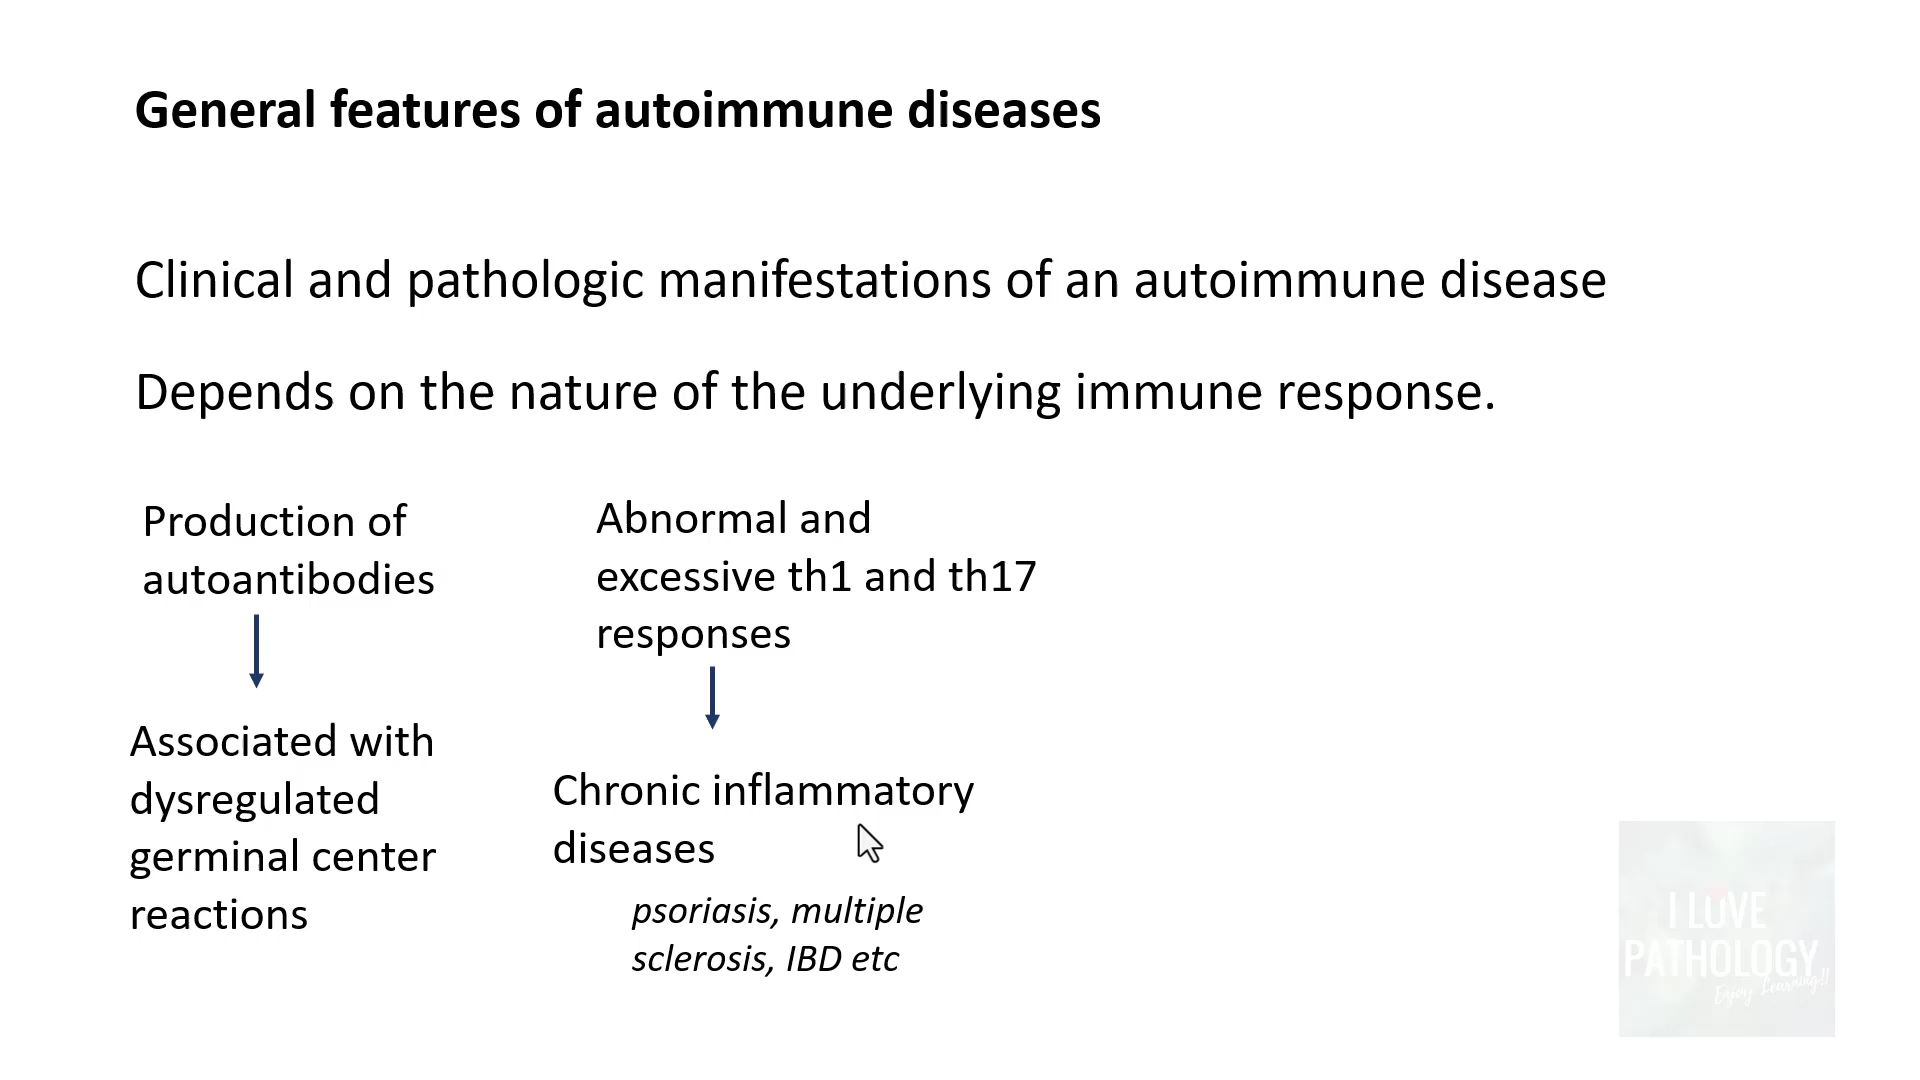 General features of autoimmune diseases
Clinical and pathologic manifestations of an autoimmune disease
Depends on the nature of the underlying immune response.
Production of
autoantibodies
Associated with
dysregulated
germinal center
reactions
Abnormal and
excessive th1 and th17
responses
Chronic inflammatory
diseases
psoriasis, multiple
sclerosis, IBD etc
I LOVE
PATHOLOGY
Enjoy Learning!!